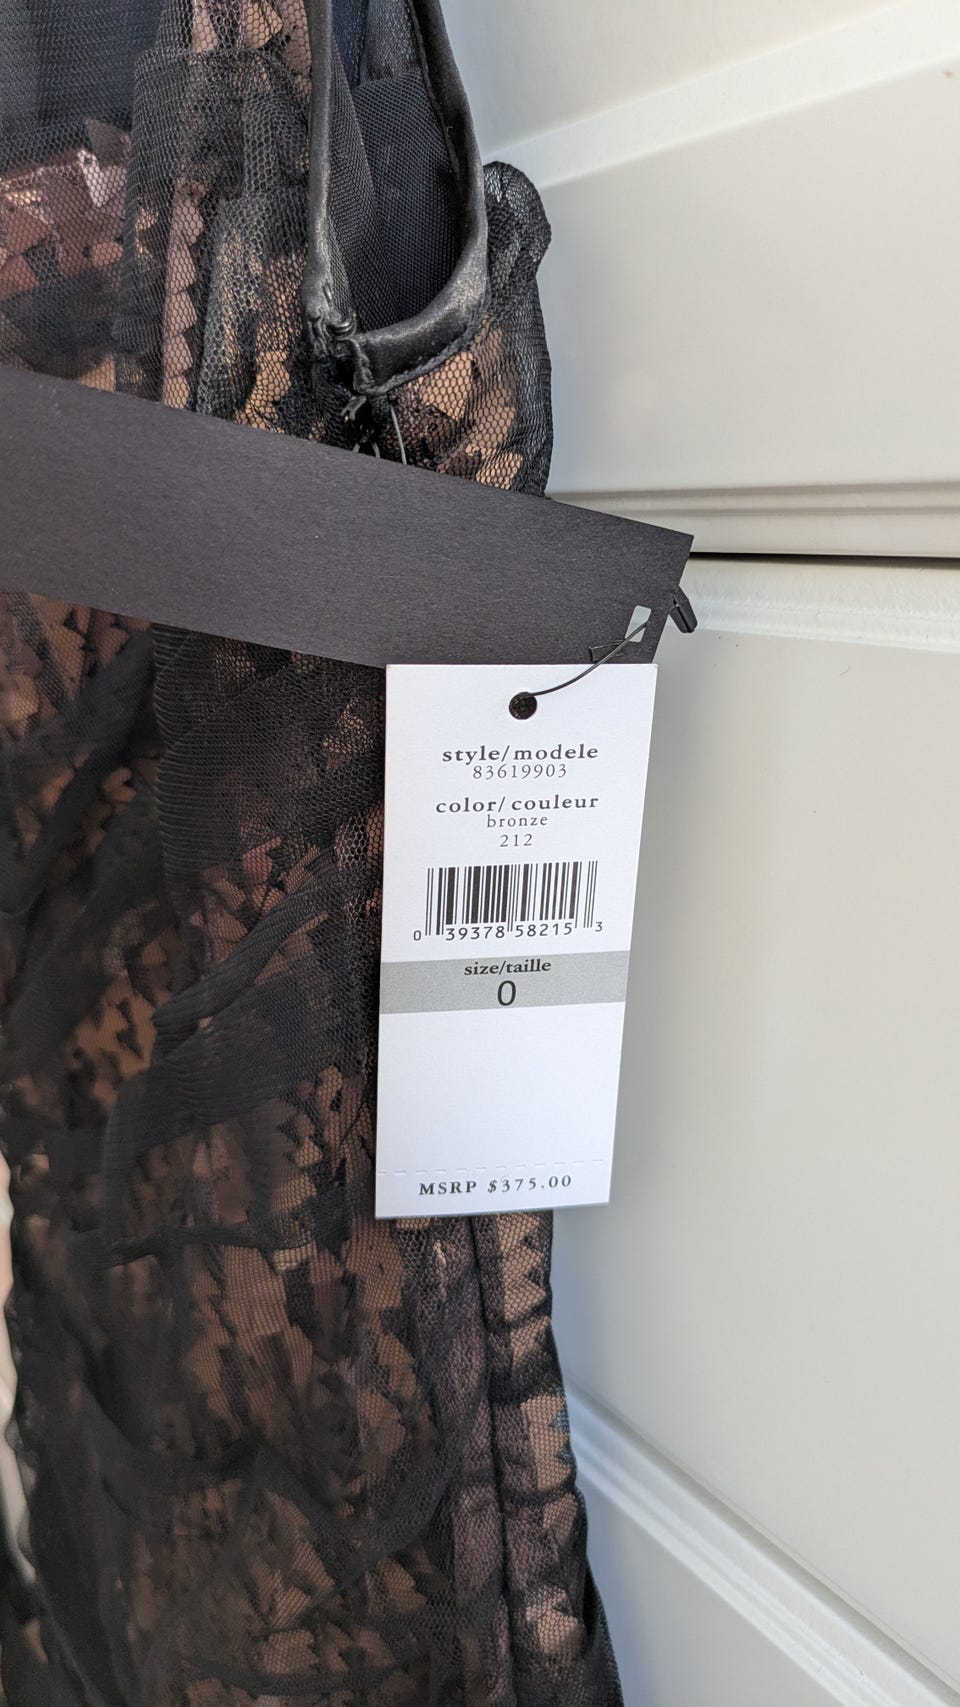 style/modele
83619903
color/couleur
bronze
212
0 39378 58215 3
size/taille
0
MSRP $375.00